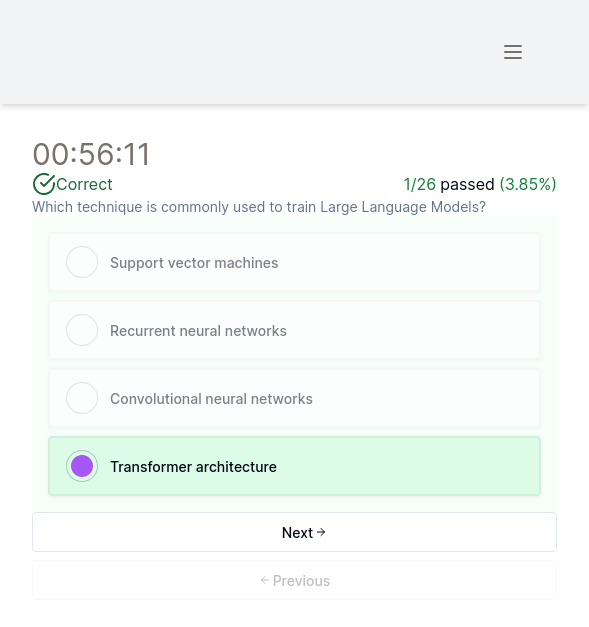 00:56:11
Correct 1/26 passed (3.85%)
Which technique is commonly used to train Large Language Models?
Support vector machines
Recurrent neural networks
Convolutional neural networks
Transformer architecture
Next →
← Previous